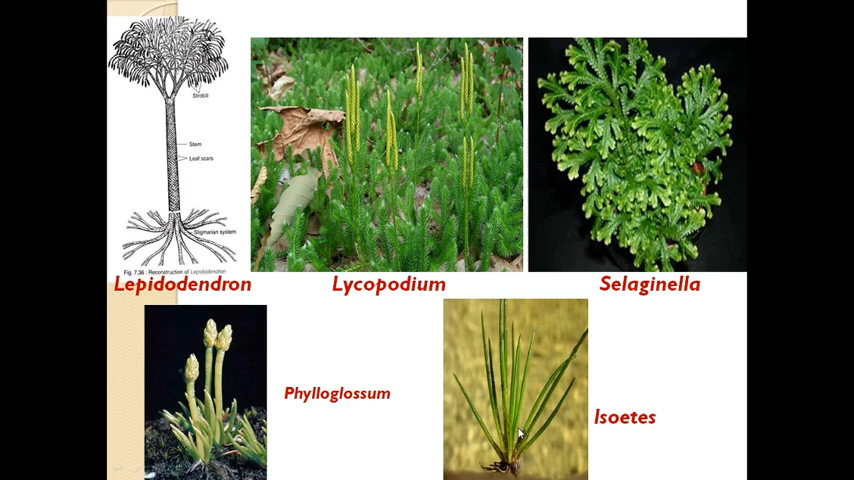 Strobili
Stem
Leaf scars
Stigmarian system
Fig. 7.36 : Reconstruction of Lepidodendron
Lepidodendron
Lycopodium
Selaginella
Phylloglossum
Isoetes